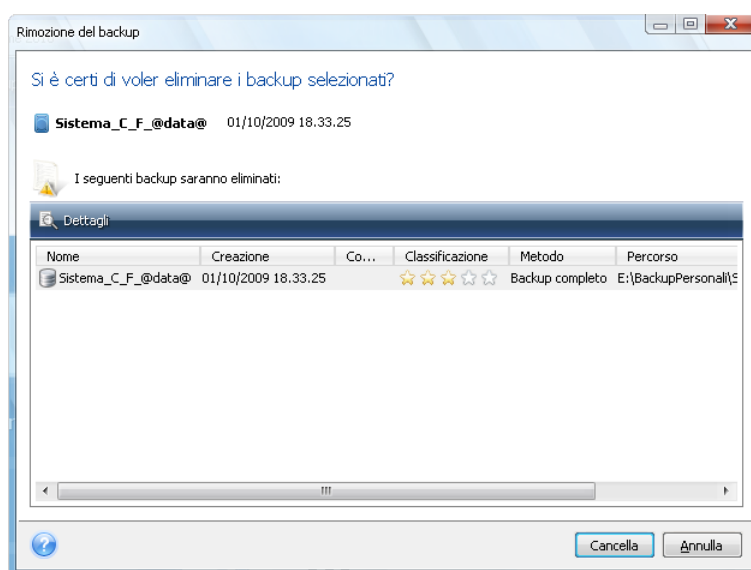 Rimozione del backup
Si è certi di voler eliminare i backup selezionati?
Sistema_C_F_@data@ 01/10/2009 18.33.25
I seguenti backup saranno eliminati:
Dettagli
Nome Creazione Co... Classificazione Metodo Percorso
Sistema_C_F_@data@ 01/10/2009 18.33.25 Backup completo E:\BackupPersonali\S
Cancella Annulla